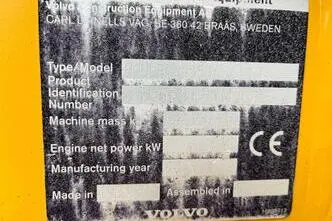 Volvo Construction Equipment AB
CARL LIHNELLS VÄG, SE-360 42 BRAÅS, SWEDEN
Type/Model
Product
Identification
Number
Machine mass k
Engine net power kW
Manufacturing year
CE
Made in
Assembled in
VOLVO